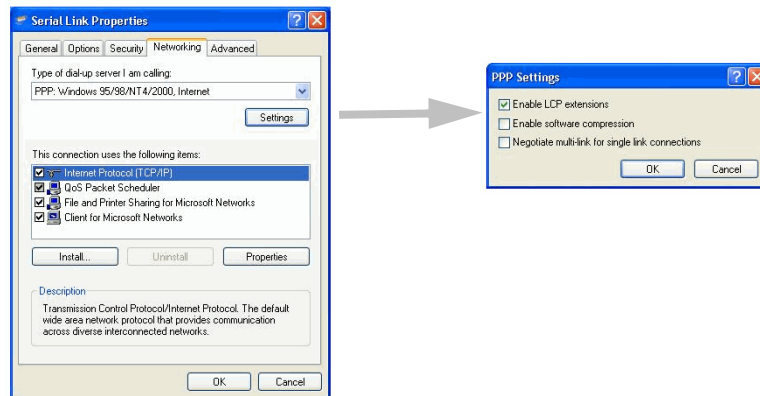 Serial Link Properties
General Options Security Networking Advanced
Type of dial-up server I am calling:
PPP: Windows 95/98/NT4/2000, Internet
Settings
This connection uses the following items:
Internet Protocol (TCP/IP)
QoS Packet Scheduler
File and Printer Sharing for Microsoft Networks
Client for Microsoft Networks
Install... Uninstall Properties
Description
Transmission Control Protocol/Internet Protocol. The default
wide area network protocol that provides communication
across diverse interconnected networks.
OK Cancel
PPP Settings
Enable LCP extensions
Enable software compression
Negotiate multi-link for single link connections
OK Cancel